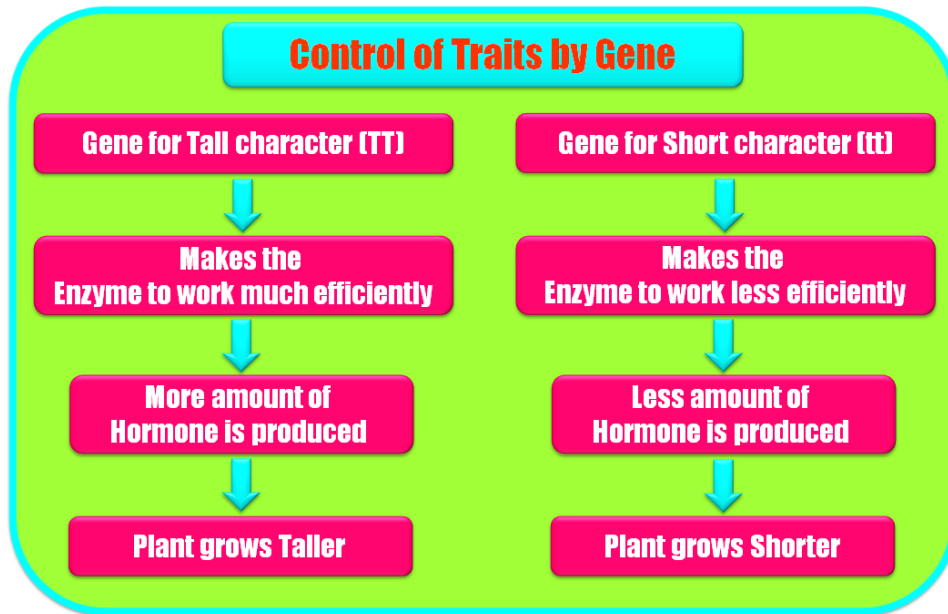 Control of Traits by Gene
Gene for Tall character (TT)
Makes the
Enzyme to work much efficiently
More amount of
Hormone is produced
Plant grows Taller
Gene for Short character (tt)
Makes the
Enzyme to work less efficiently
Less amount of
Hormone is produced
Plant grows Shorter